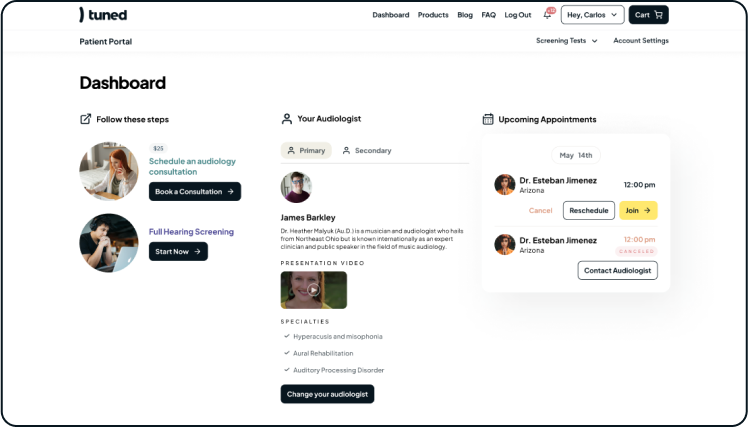 tuned
Dashboard Products Blog FAQ Log Out Hey, Carlos Cart
Patient Portal
Screening Tests Account Settings
Dashboard
Follow these steps
$25
Schedule an audiology
consultation
Book a Consultation
Full Hearing Screening
Start Now
Your Audiologist
Primary Secondary
James Barkley
Dr. Heather Malyuk (Au.D.) is a musician and audiologist who hails
from Northeast Ohio but is known internationally as an expert
clinician and public speaker in the field of music audiology.
PRESENTATION VIDEO
SPECIALTIES
Hyperacusis and misophonia
Aural Rehabilitation
Auditory Processing Disorder
Change your audiologist
Upcoming Appointments
May 14th
Dr. Esteban Jimenez
Arizona
12:00 pm
Cancel Reschedule Join
Dr. Esteban Jimenez
Arizona
12:00 pm
CANCELED
Contact Audiologist